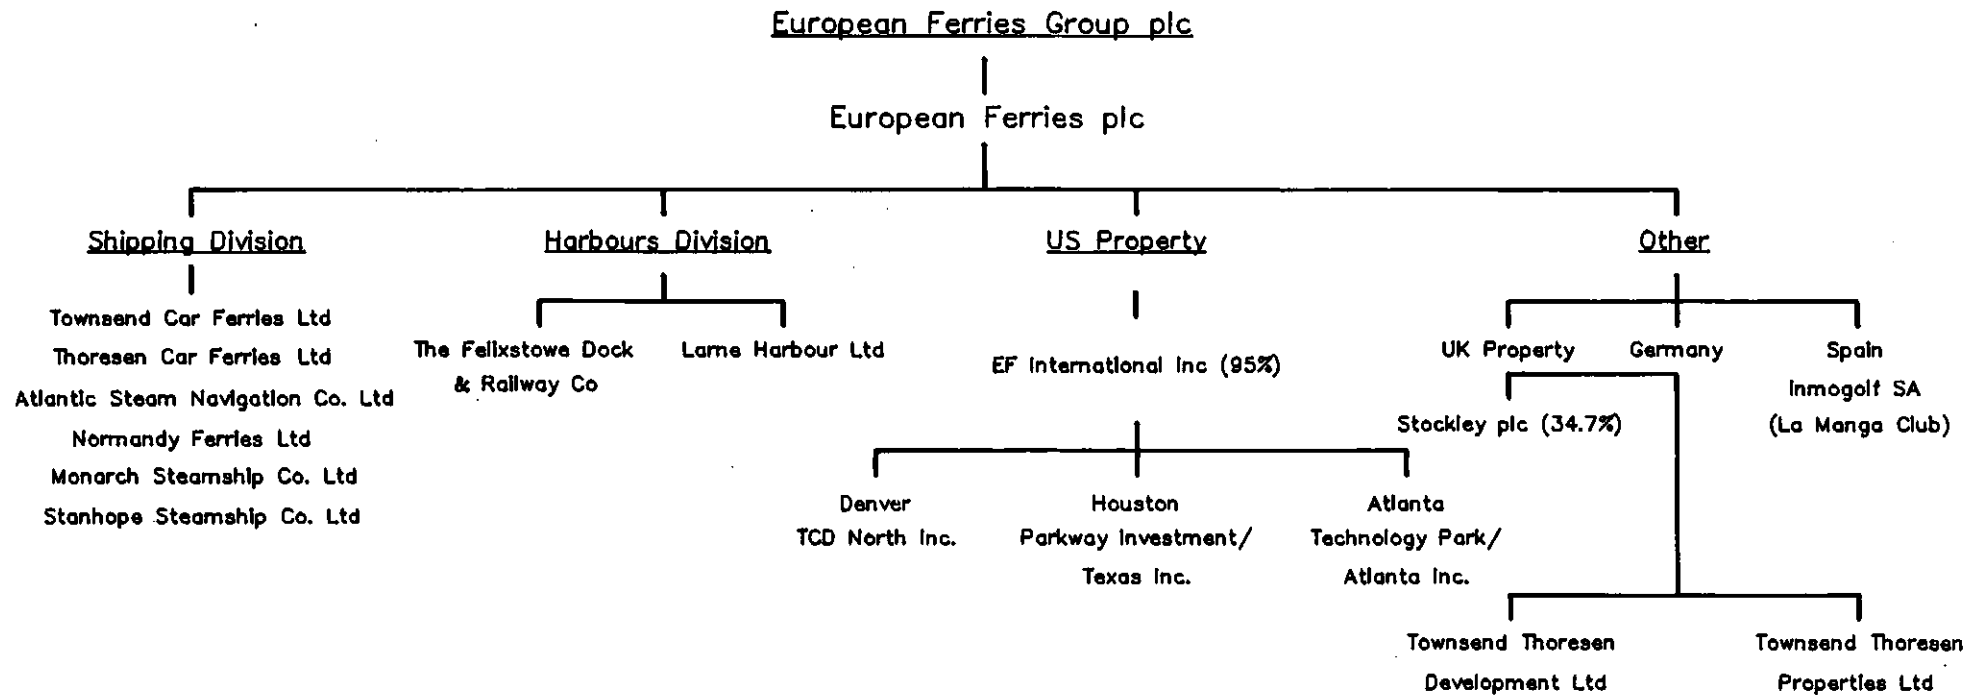 European Ferries Group plc
European Ferries plc
Shipping Division
Townsend Car Ferries Ltd
Thoresen Car Ferries Ltd
Atlantic Steam Navigation Co. Ltd
Normandy Ferries Ltd
Monarch Steamship Co. Ltd
Stanhope Steamship Co. Ltd
Harbours Division
The Felixstowe Dock
& Railway Co
Larne Harbour Ltd
US Property
EF International Inc (95%)
Denver
TCD North Inc.
Houston
Parkway Investment/
Texas Inc.
Atlanta
Technology Park/
Atlanta Inc.
Other
UK Property
Stockley plc (34.7%)
Germany
Spain
Inmogolf SA
(La Manga Club)
Townsend Thoresen
Development Ltd
Townsend Thoresen
Properties Ltd